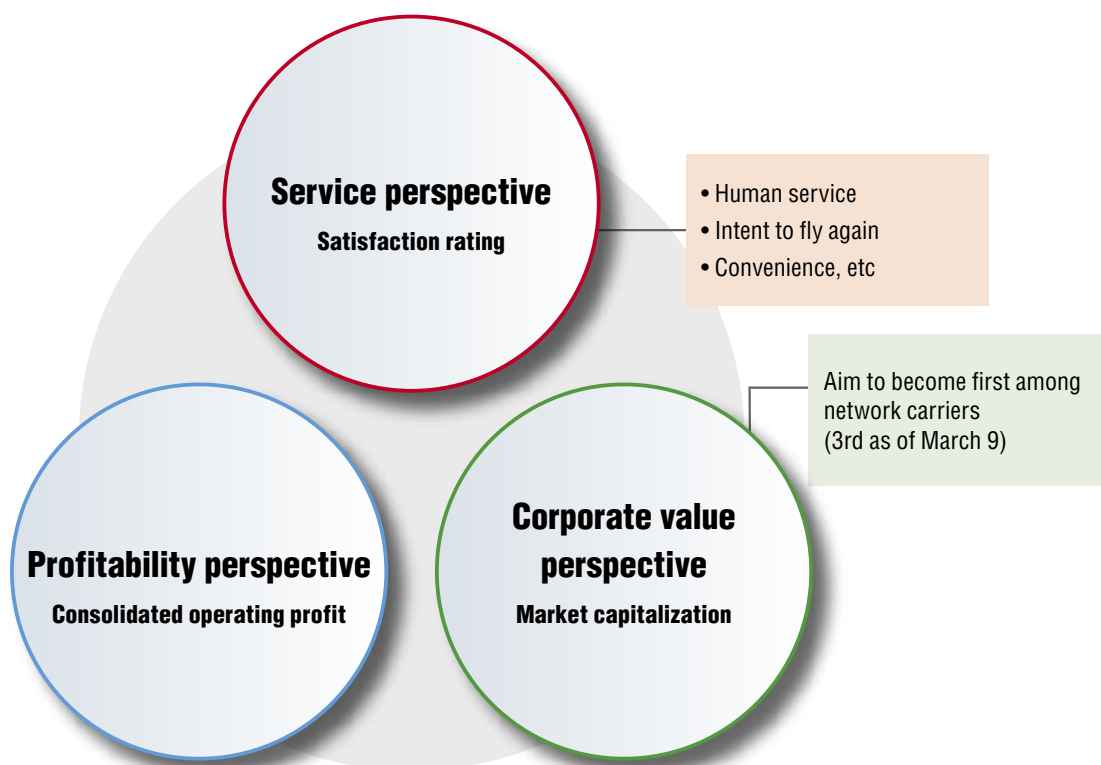 Service perspective
Satisfaction rating
• Human service
• Intent to fly again
• Convenience, etc
Aim to become first among
network carriers
(3rd as of March 9)
Profitability perspective
Consolidated operating profit
Corporate value
perspective
Market capitalization